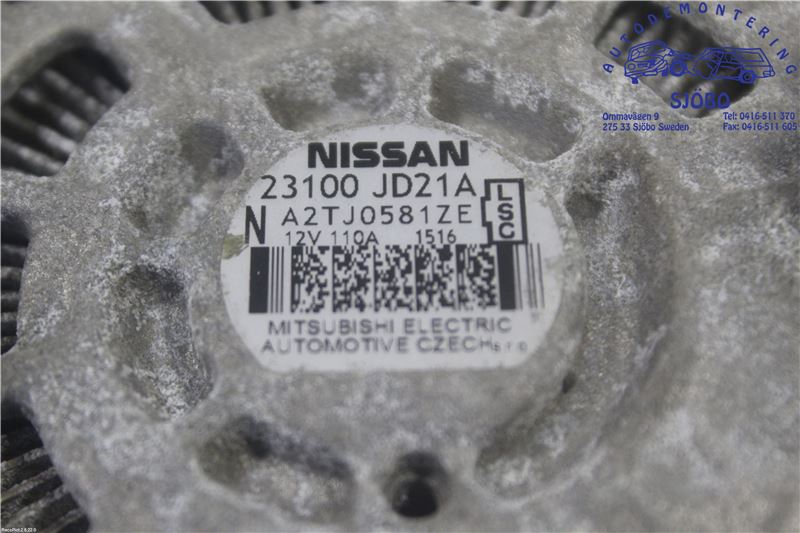 AUTODEMONTERING
SJÖBO
Ommavägen 9
275 33 Sjöbo Sweden
Tel: 0416-511 370
Fax: 0416-511 605
NISSAN
23100 JD21A
N A2TJ0581ZE
LSC
12V 110A 1516
MITSUBISHI ELECTRIC
AUTOMOTIVE CZECH s.r.o